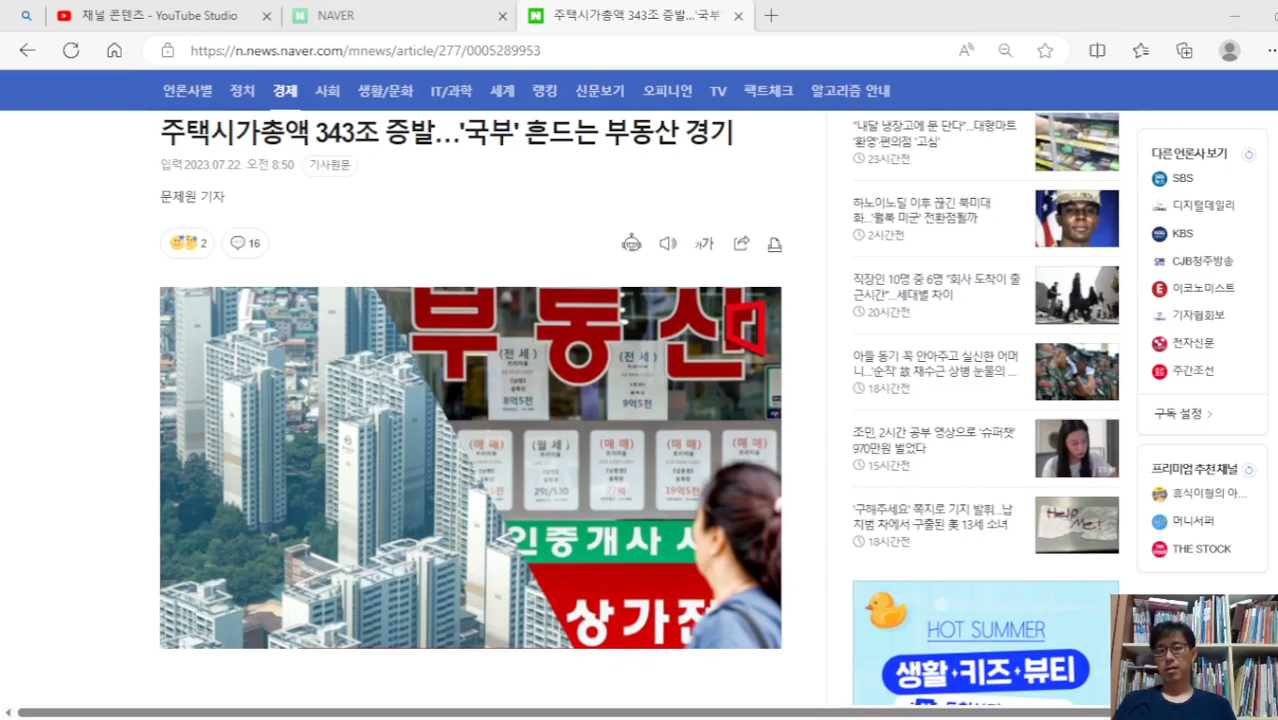 채널 콘텐츠 - YouTube Studio
NAVER
주택시가총액 343조 증발...'국부'
https://n.news.naver.com/mnews/article/277/0005289953
언론사별 정치 경제 사회 생활/문화 IT/과학 세계 랭킹 신문보기 오피니언 TV 팩트체크 알고리즘 안내
주택시가총액 343조 증발…'국부' 흔드는 부동산 경기
입력2023.07.22. 오전 8:50 기사원문
문제원 기자
2
16
가가
부동산
(전 세)
8억5천
(전 세)
9억5천
(매 매)
(월 세)
2억/530
(매 매)
27억
(매 매)
19억5천
(매 매)
인중개사
상가전
"내달 냉장고에 문 단다"…대형마트
'환영'·편의점 '고심'
23시간전
하노이노딜 이후 끊긴 북미대
화…'월북 미군' 전환점될까
2시간전
직장인 10명 중 6명 "회사 도착이 출
근시간"…세대별 차이
20시간전
아들 동기 꼭 안아주고 실신한 어머
니…'순직' 故 채수근 상병 눈물의 …
18시간전
조민, 2시간 공부 영상으로 '슈퍼챗'
970만원 벌었다
15시간전
'구해주세요' 쪽지로 기지 발휘…납
치범 차에서 구출된 美 13세 소녀
18시간전
Help Me!
HOT SUMMER
생활·키즈·뷰티
다른 언론사 보기
SBS
디지털데일리
KBS
CJB청주방송
이코노미스트
기자협회보
전자신문
주간조선
구독 설정
프리미엄 추천 채널
휴식이형의 아...
머니서퍼
THE STOCK